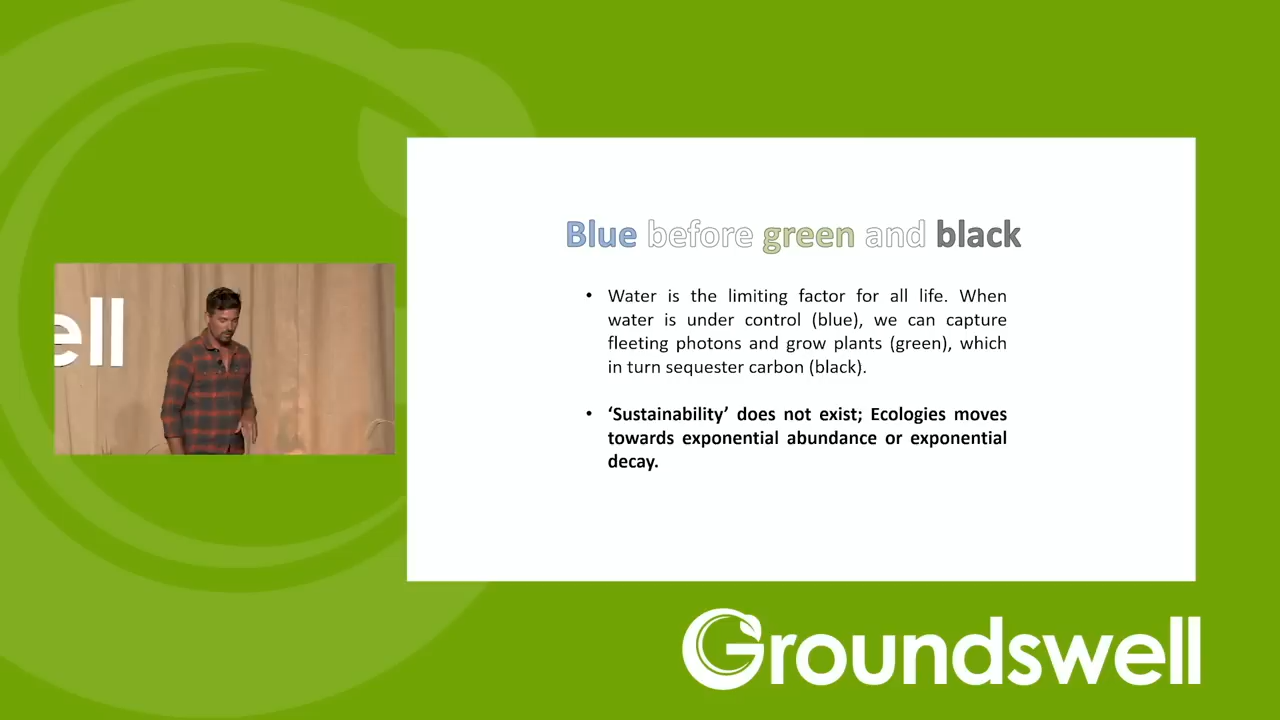 ell
Blue before green and black
• Water is the limiting factor for all life. When
water is under control (blue), we can capture
fleeting photons and grow plants (green), which
in turn sequester carbon (black).
• ‘Sustainability’ does not exist; Ecologies moves
towards exponential abundance or exponential
decay.
Groundswell